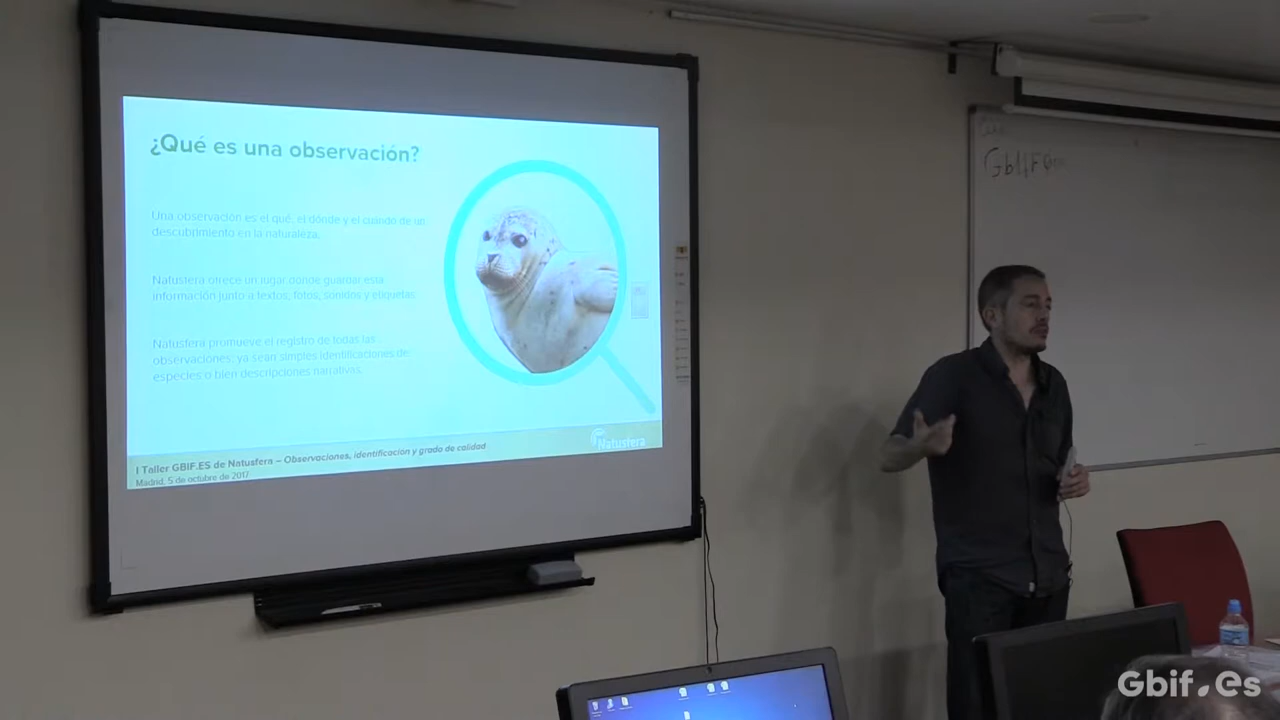 ¿Qué es una observación?
Una observación es el qué, el dónde y el cuándo de un
descubrimiento en la naturaleza.
Natusfera ofrece un lugar donde guardar esta
información junto a textos, fotos, sonidos y etiquetas.
Natusfera promueve el registro de todas las
observaciones: ya sean simples identificaciones de
especies o bien descripciones narrativas.
Natusfera
I Taller GBIF.ES de Natusfera – Observaciones, identificación y grado de calidad
Madrid, 5 de octubre de 2017
Gbif.es